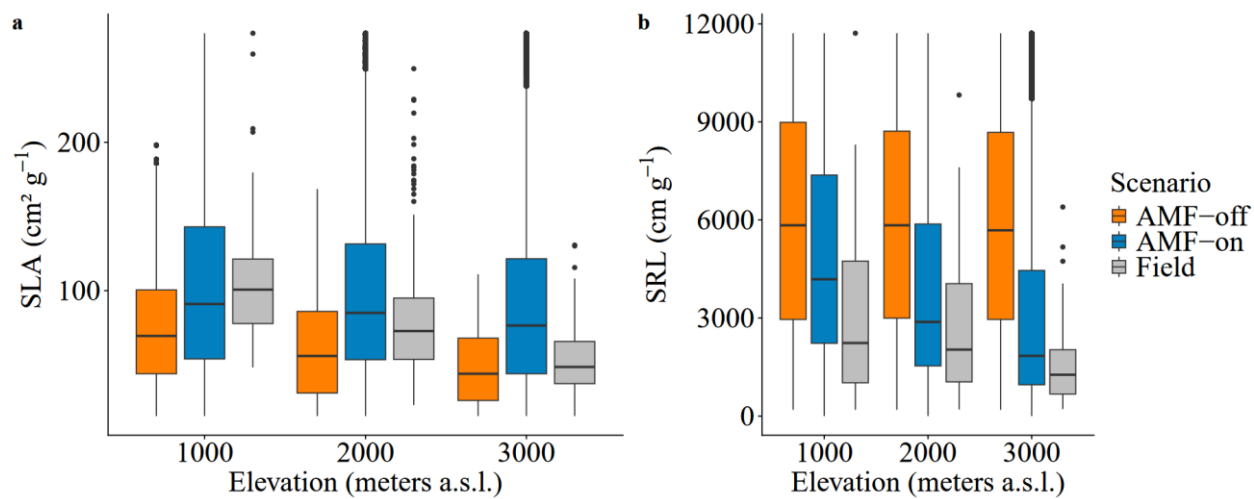 a
SLA (cm² g⁻¹)
200
100
1000
2000
3000
Elevation (meters a.s.l.)
b
SRL (cm g⁻¹)
12000
9000
6000
3000
0
1000
2000
3000
Elevation (meters a.s.l.)
Scenario
AMF−off
AMF−on
Field